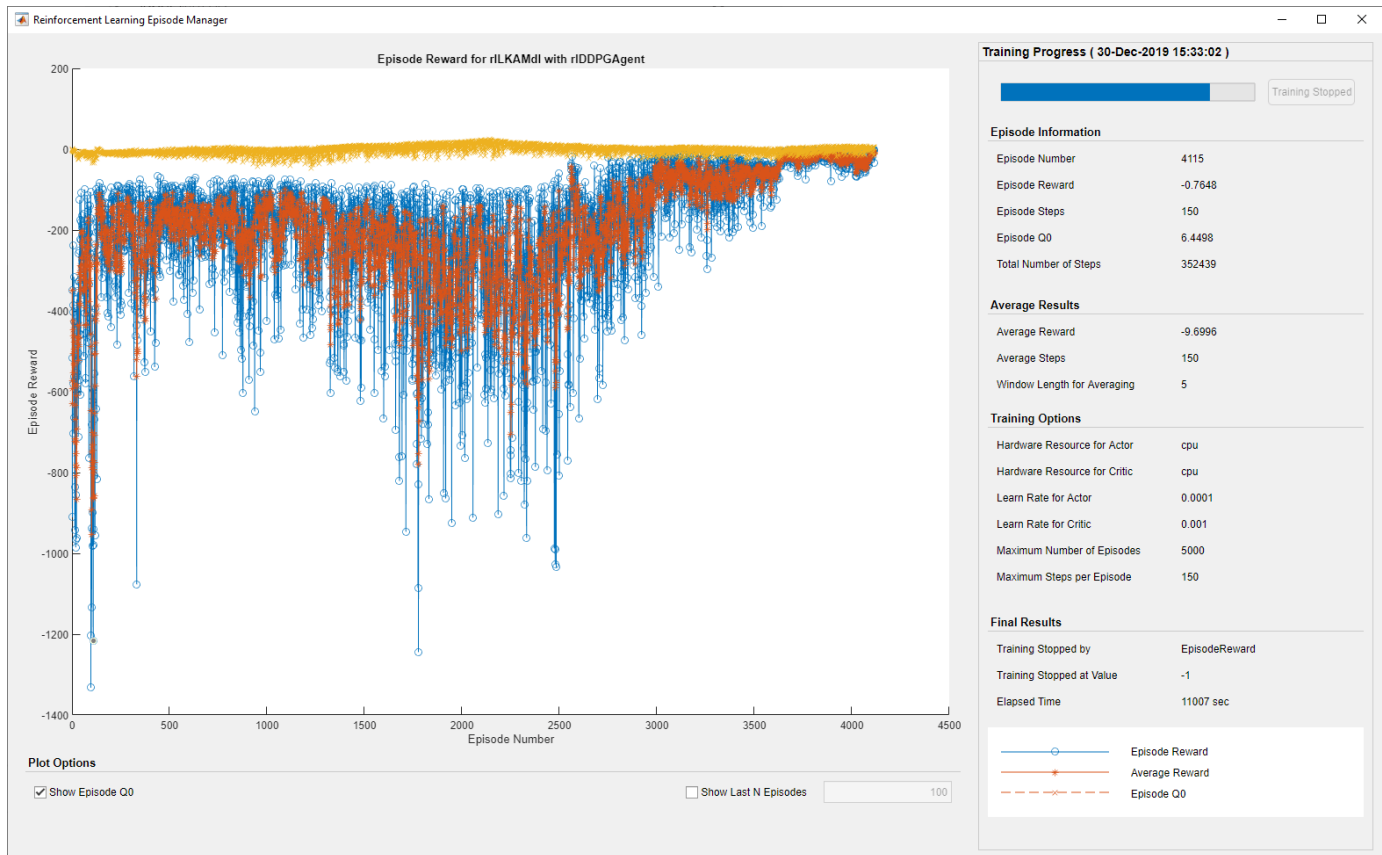 Reinforcement Learning Episode Manager
Episode Reward for rlLKAMdl with rlDDPGAgent
200
0
-200
-400
-600
-800
-1000
-1200
-1400
Episode Reward
0
500
1000
1500
2000
2500
3000
3500
4000
4500
Episode Number
Plot Options
Show Episode Q0
Show Last N Episodes
100
Training Progress ( 30-Dec-2019 15:33:02 )
Training Stopped
Episode Information
Episode Number 4115
Episode Reward -0.7648
Episode Steps 150
Episode Q0 6.4498
Total Number of Steps 352439
Average Results
Average Reward -9.6996
Average Steps 150
Window Length for Averaging 5
Training Options
Hardware Resource for Actor cpu
Hardware Resource for Critic cpu
Learn Rate for Actor 0.0001
Learn Rate for Critic 0.001
Maximum Number of Episodes 5000
Maximum Steps per Episode 150
Final Results
Training Stopped by EpisodeReward
Training Stopped at Value -1
Elapsed Time 11007 sec
Episode Reward
Average Reward
Episode Q0